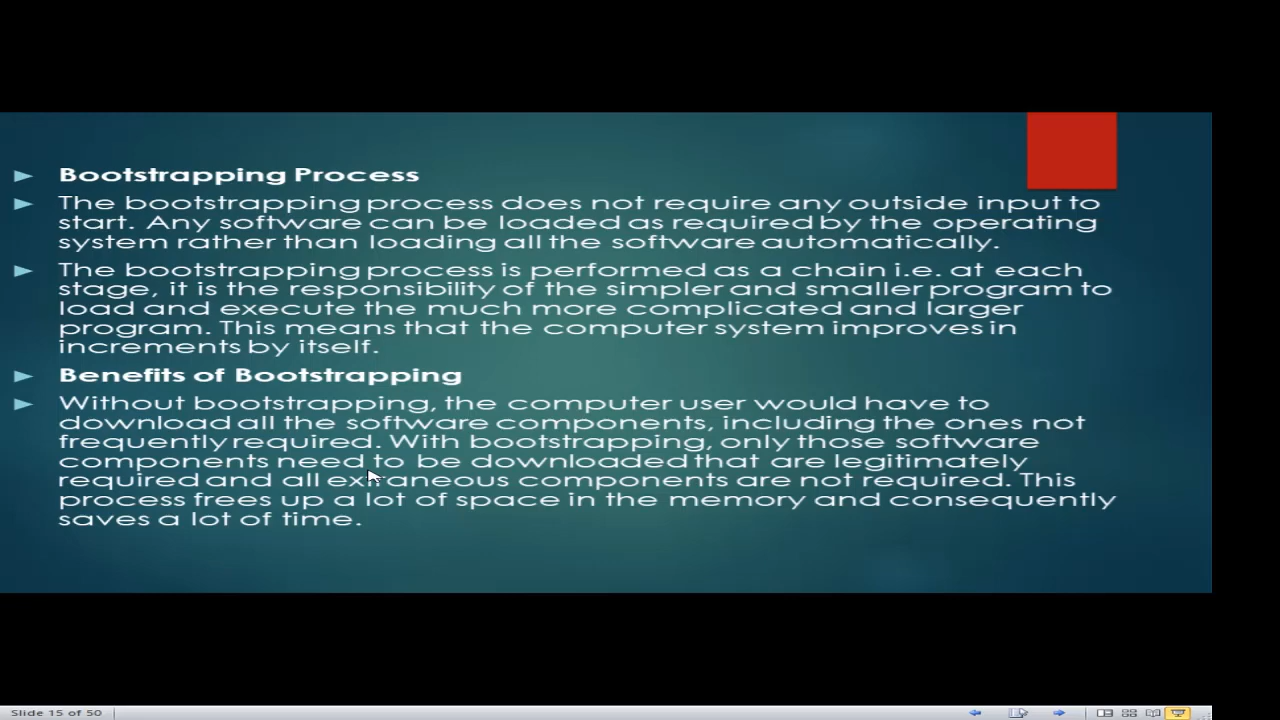 Bootstrapping Process
The bootstrapping process does not require any outside input to
start. Any software can be loaded as required by the operating
system rather than loading all the software automatically.
The bootstrapping process is performed as a chain i.e. at each
stage, it is the responsibility of the simpler and smaller program to
load and execute the much more complicated and larger
program. This means that the computer system improves in
increments by itself.
Benefits of Bootstrapping
Without bootstrapping, the computer user would have to
download all the software components, including the ones not
frequently required. With bootstrapping, only those software
components need to be downloaded that are legitimately
required and all extraneous components are not required. This
process frees up a lot of space in the memory and consequently
saves a lot of time.
Slide 15 of 50